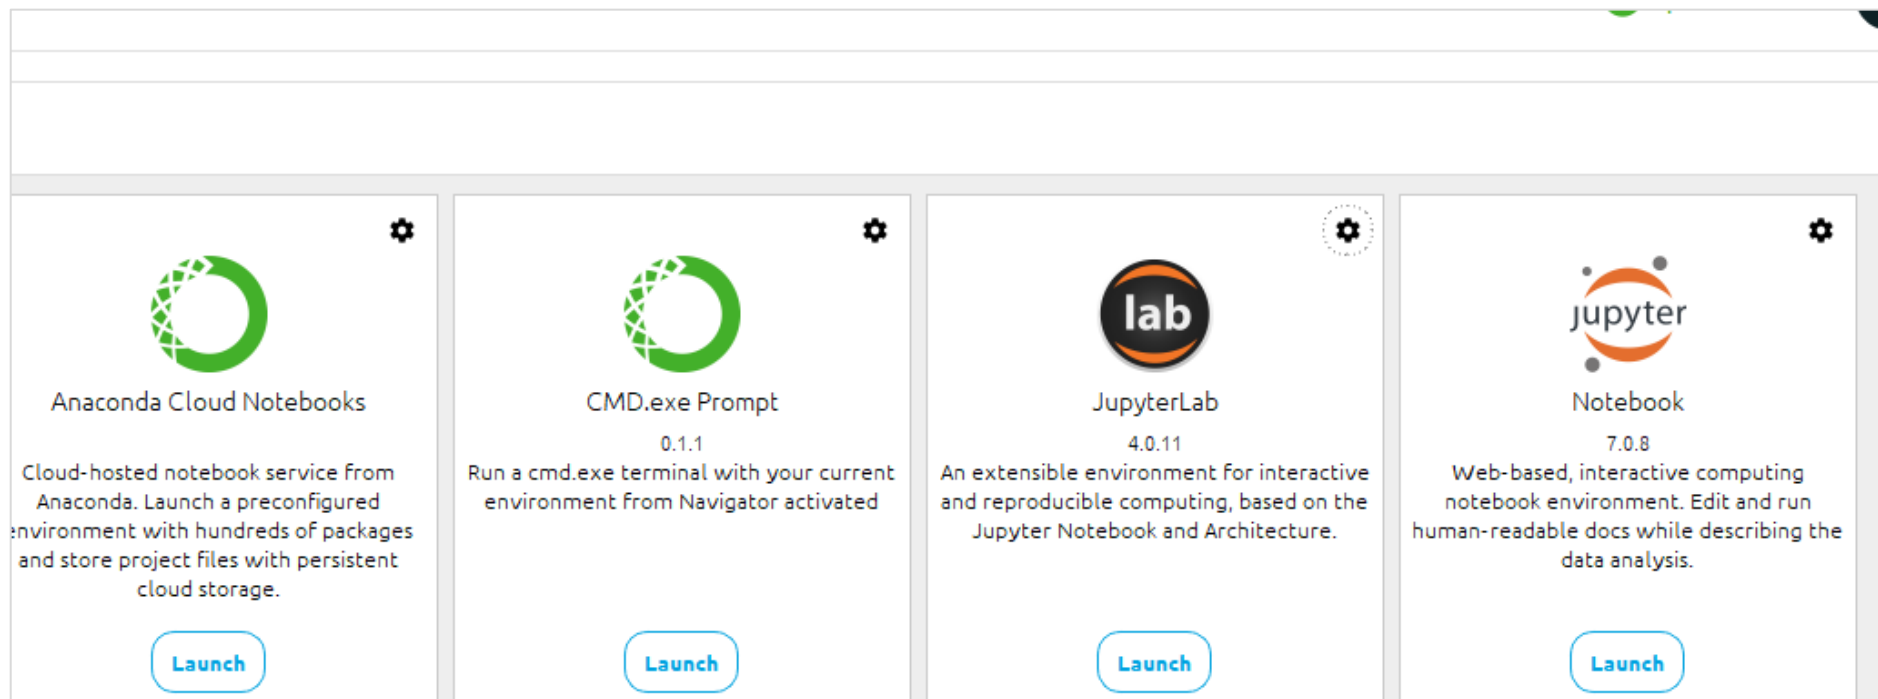 Anaconda Cloud Notebooks
Cloud-hosted notebook service from
Anaconda. Launch a preconfigured
environment with hundreds of packages
and store project files with persistent
cloud storage.
Launch
CMD.exe Prompt
0.1.1
Run a cmd.exe terminal with your current
environment from Navigator activated
Launch
lab
JupyterLab
4.0.11
An extensible environment for interactive
and reproducible computing, based on the
Jupyter Notebook and Architecture.
Launch
jupyter
Notebook
7.0.8
Web-based, interactive computing
notebook environment. Edit and run
human-readable docs while describing the
data analysis.
Launch